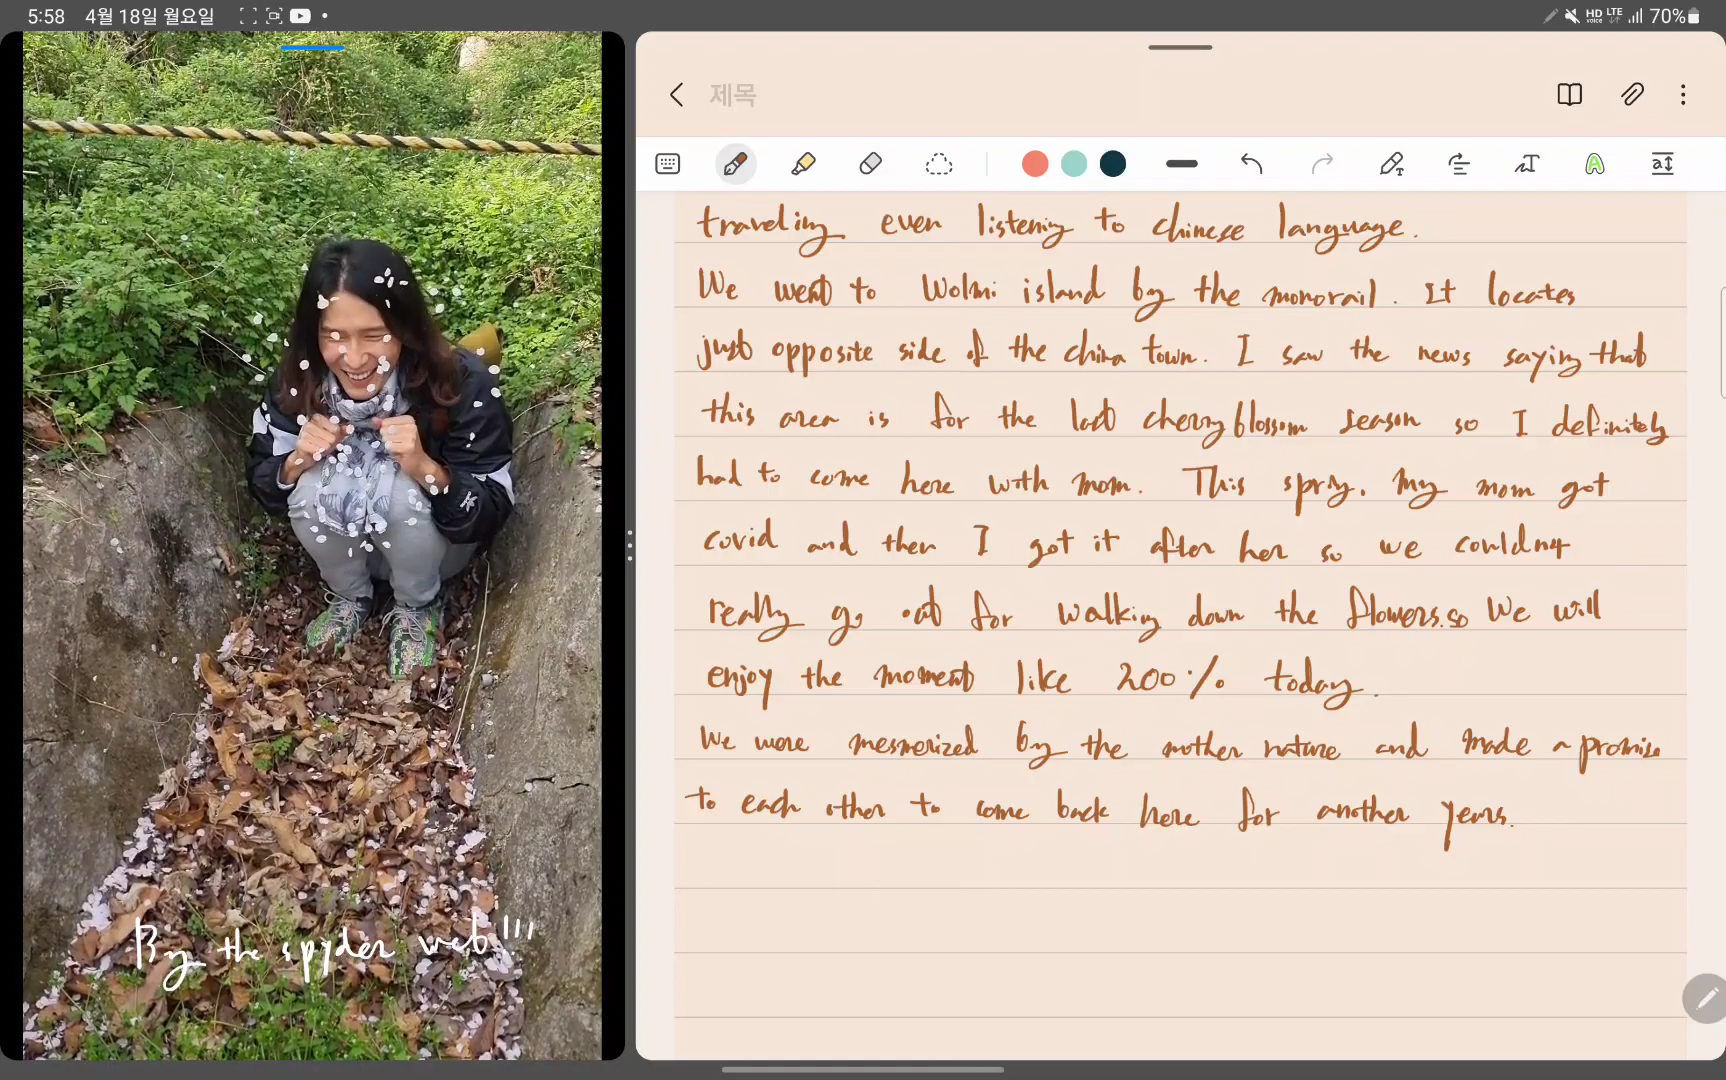 5:58 4월 18일 월요일
HD voice LTE 70%
제목
traveling even listening to chinese language.
We went to Wolmi island by the monorail. It locates
just opposite side of the china town. I saw the news saying that
this area is for the last cherry blossom season so I definitely
had to come here with mom. This sprig, my mom got
covid and then I got it after her so we couldn't
really go out for walking down the flowers. so We will
enjoy the moment like 200% today.
We were mesmerized by the mother nature and made a promise
to each other to come back here for another years.
By the spyder web!!!